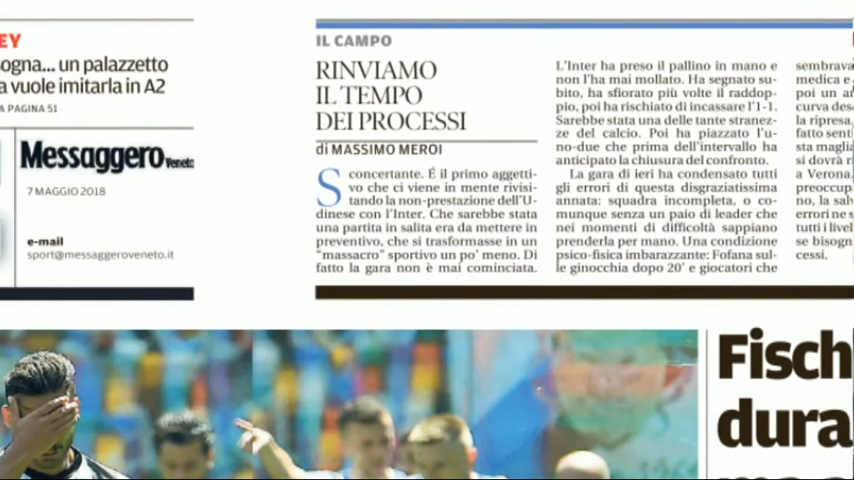 EY
sogna... un palazzetto
a vuole imitarla in A2
A PAGINA 51
Messaggero Veneto
7 MAGGIO 2018
e-mail
sport@messaggeroveneto.it
IL CAMPO
RINVIAMO
IL TEMPO
DEI PROCESSI
di MASSIMO MEROI
Sconcertante. É il primo aggetti-
vo che ci viene in mente rivisi-
tando la non-prestazione dell'U-
dinese con l'Inter. Che sarebbe stata
una partita in salita era da mettere in
preventivo, che si trasformasse in un
"massacro" sportivo un po' meno. Di
fatto la gara non è mai cominciata.
L'Inter ha preso il pallino in mano e
non l'ha mai mollato. Ha segnato su-
bito, ha sfiorato più volte il raddop-
pio, poi ha rischiato di incassare l'1-1.
Sarebbe stata una delle tante stranez-
ze del calcio. Poi ha piazzato l'u-
no-due che prima dell'intervallo ha
anticipato la chiusura del confronto.
La gara di ieri ha condensato tutti
gli errori di questa disgraziatissima
annata: squadra incompleta, o co-
munque senza un paio di leader che
nei momenti di difficoltà sappiano
prenderla per mano. Una condizione
psico-fisica imbarazzante: Fofana sul-
le ginocchia dopo 20' e giocatori che
sembrava
medica e
poi un a
curva des
la ripresa
fatto senti
sta maglia
si dovrà ri
a Verona.
preoccup
no, la salv
errori ne s
tutti i livel
se bisogn
cessi.
Fisch
dura